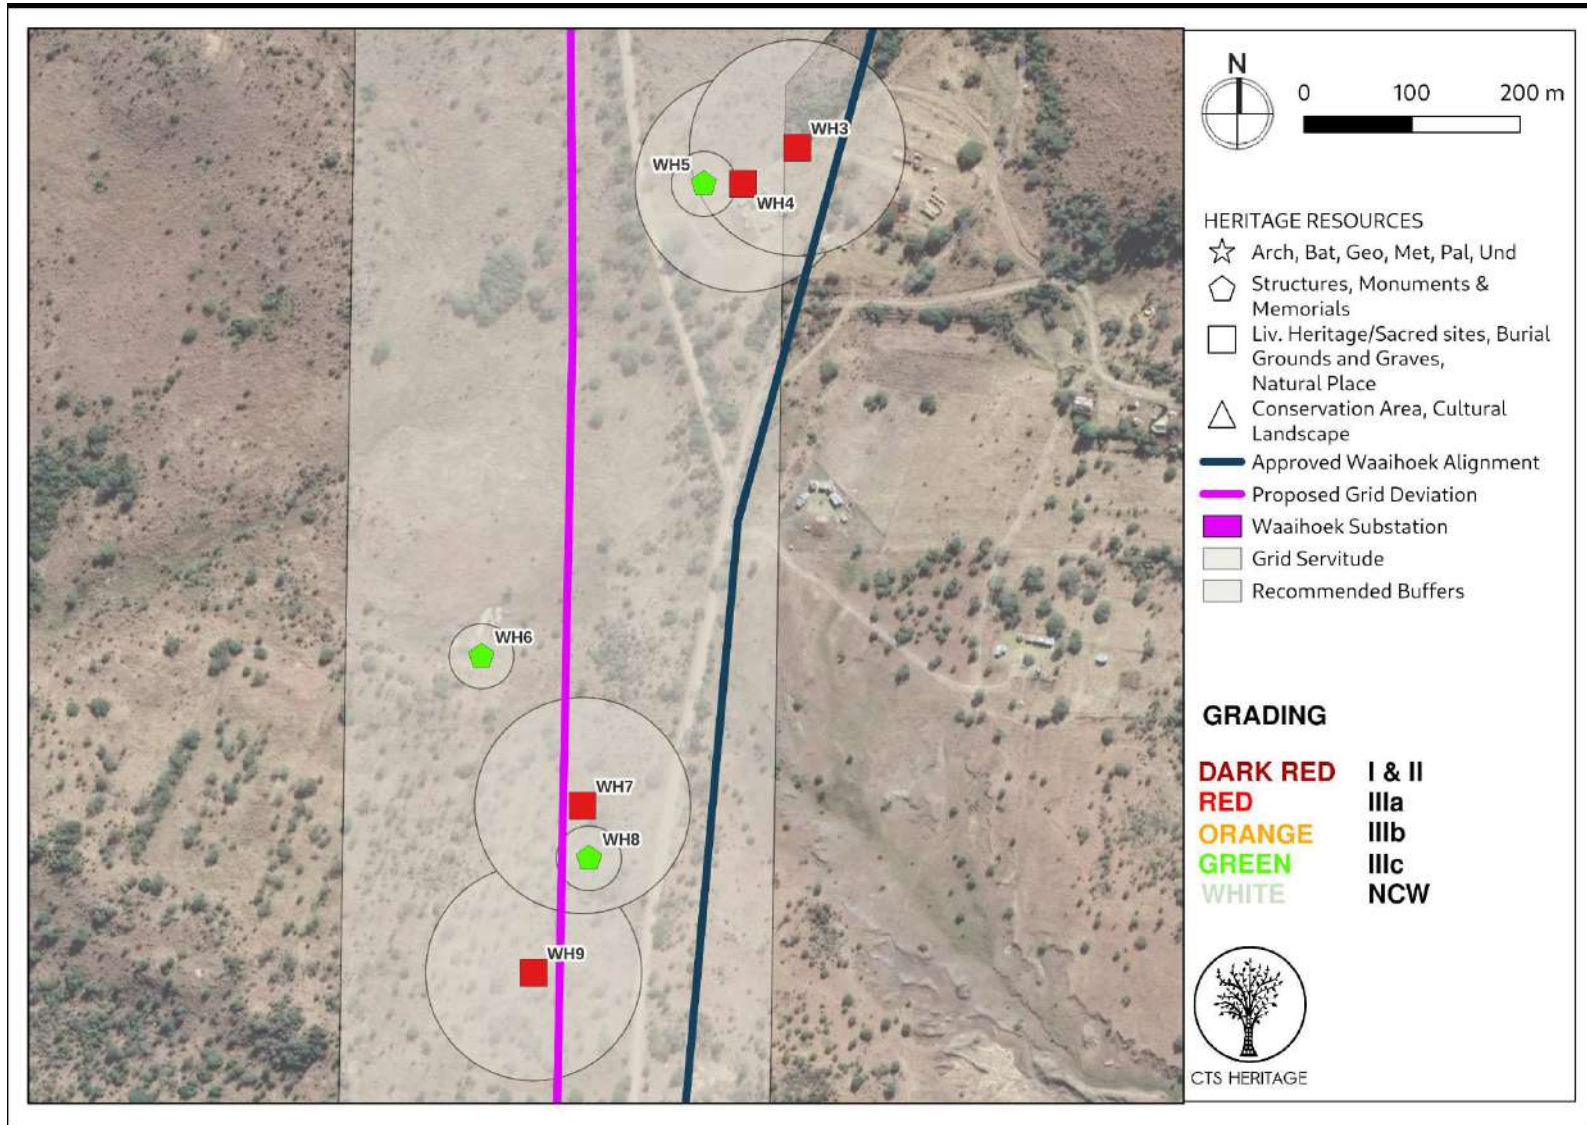 WH3
WH5
WH4
WH6
WH7
WH8
WH9
N
0 100 200 m
HERITAGE RESOURCES
Arch, Bat, Geo, Met, Pal, Und
Structures, Monuments &
Memorials
Liv. Heritage/Sacred sites, Burial
Grounds and Graves,
Natural Place
Conservation Area, Cultural
Landscape
Approved Waaihoek Alignment
Proposed Grid Deviation
Waaihoek Substation
Grid Servitude
Recommended Buffers
GRADING
DARK RED I & II
RED IIIa
ORANGE IIIb
GREEN IIIc
WHITE NCW
CTS HERITAGE